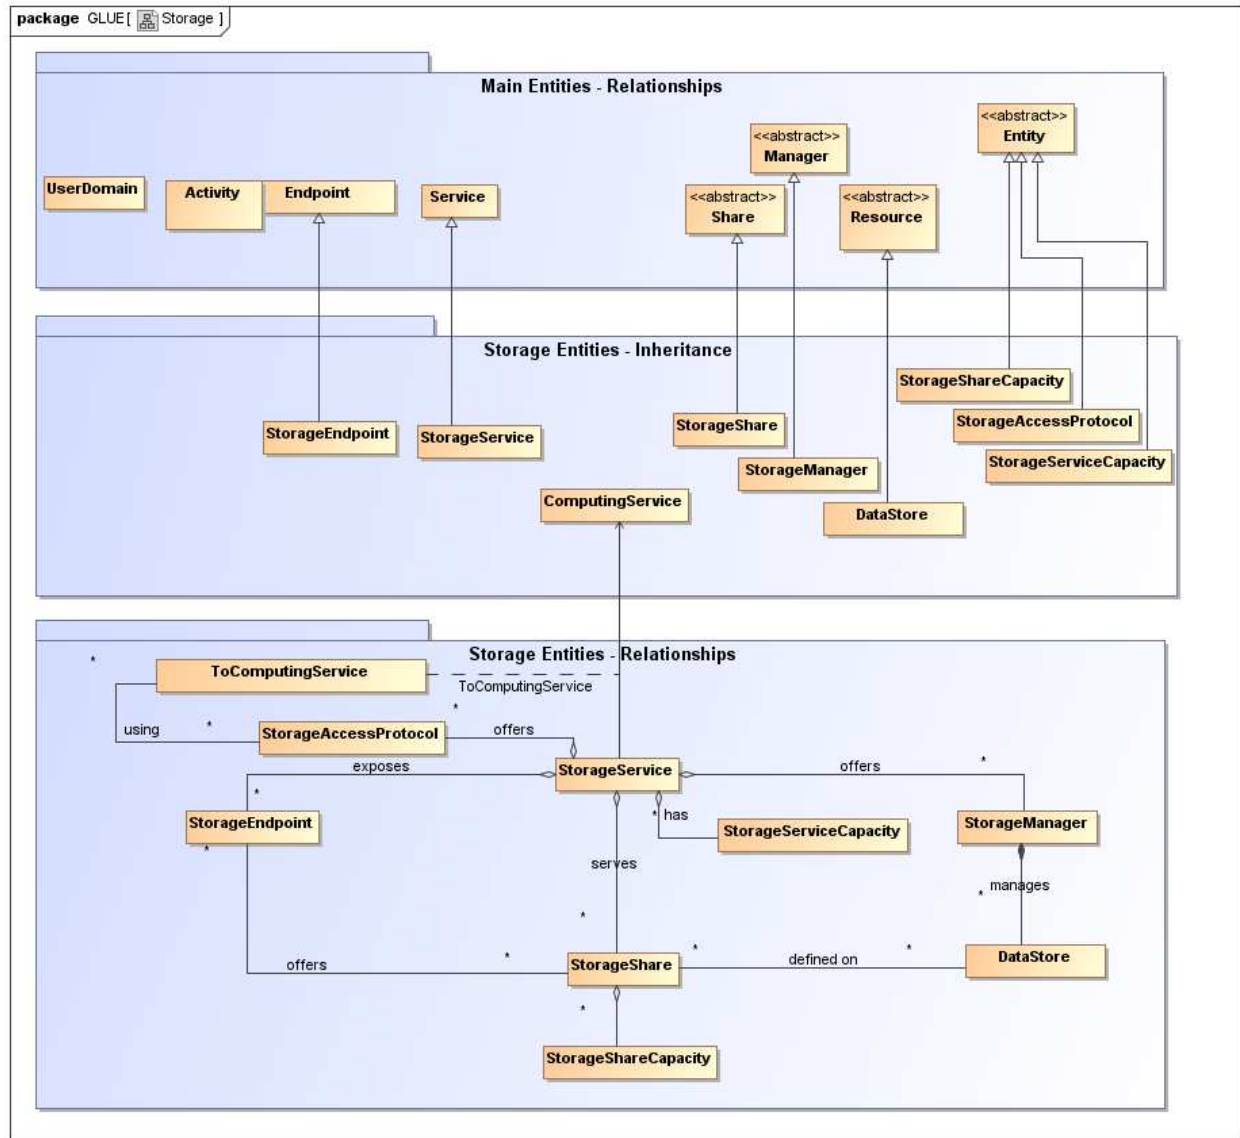 package GLUE[ Storage ]
Main Entities - Relationships
<<abstract>>
Entity
<<abstract>>
Manager
UserDomain
Activity
Endpoint
Service
<<abstract>>
Share
<<abstract>>
Resource
Storage Entities - Inheritance
StorageShareCapacity
StorageAccessProtocol
StorageServiceCapacity
StorageEndpoint
StorageService
StorageShare
StorageManager
ComputingService
DataStore
Storage Entities - Relationships
*
ToComputingService
ToComputingService
*
using
*
StorageAccessProtocol
offers
exposes
StorageService
offers
*
*
StorageEndpoint
*
* has
StorageServiceCapacity
StorageManager
serves
manages
*
*
offers
*
StorageShare
*
defined on
*
DataStore
*
StorageShareCapacity